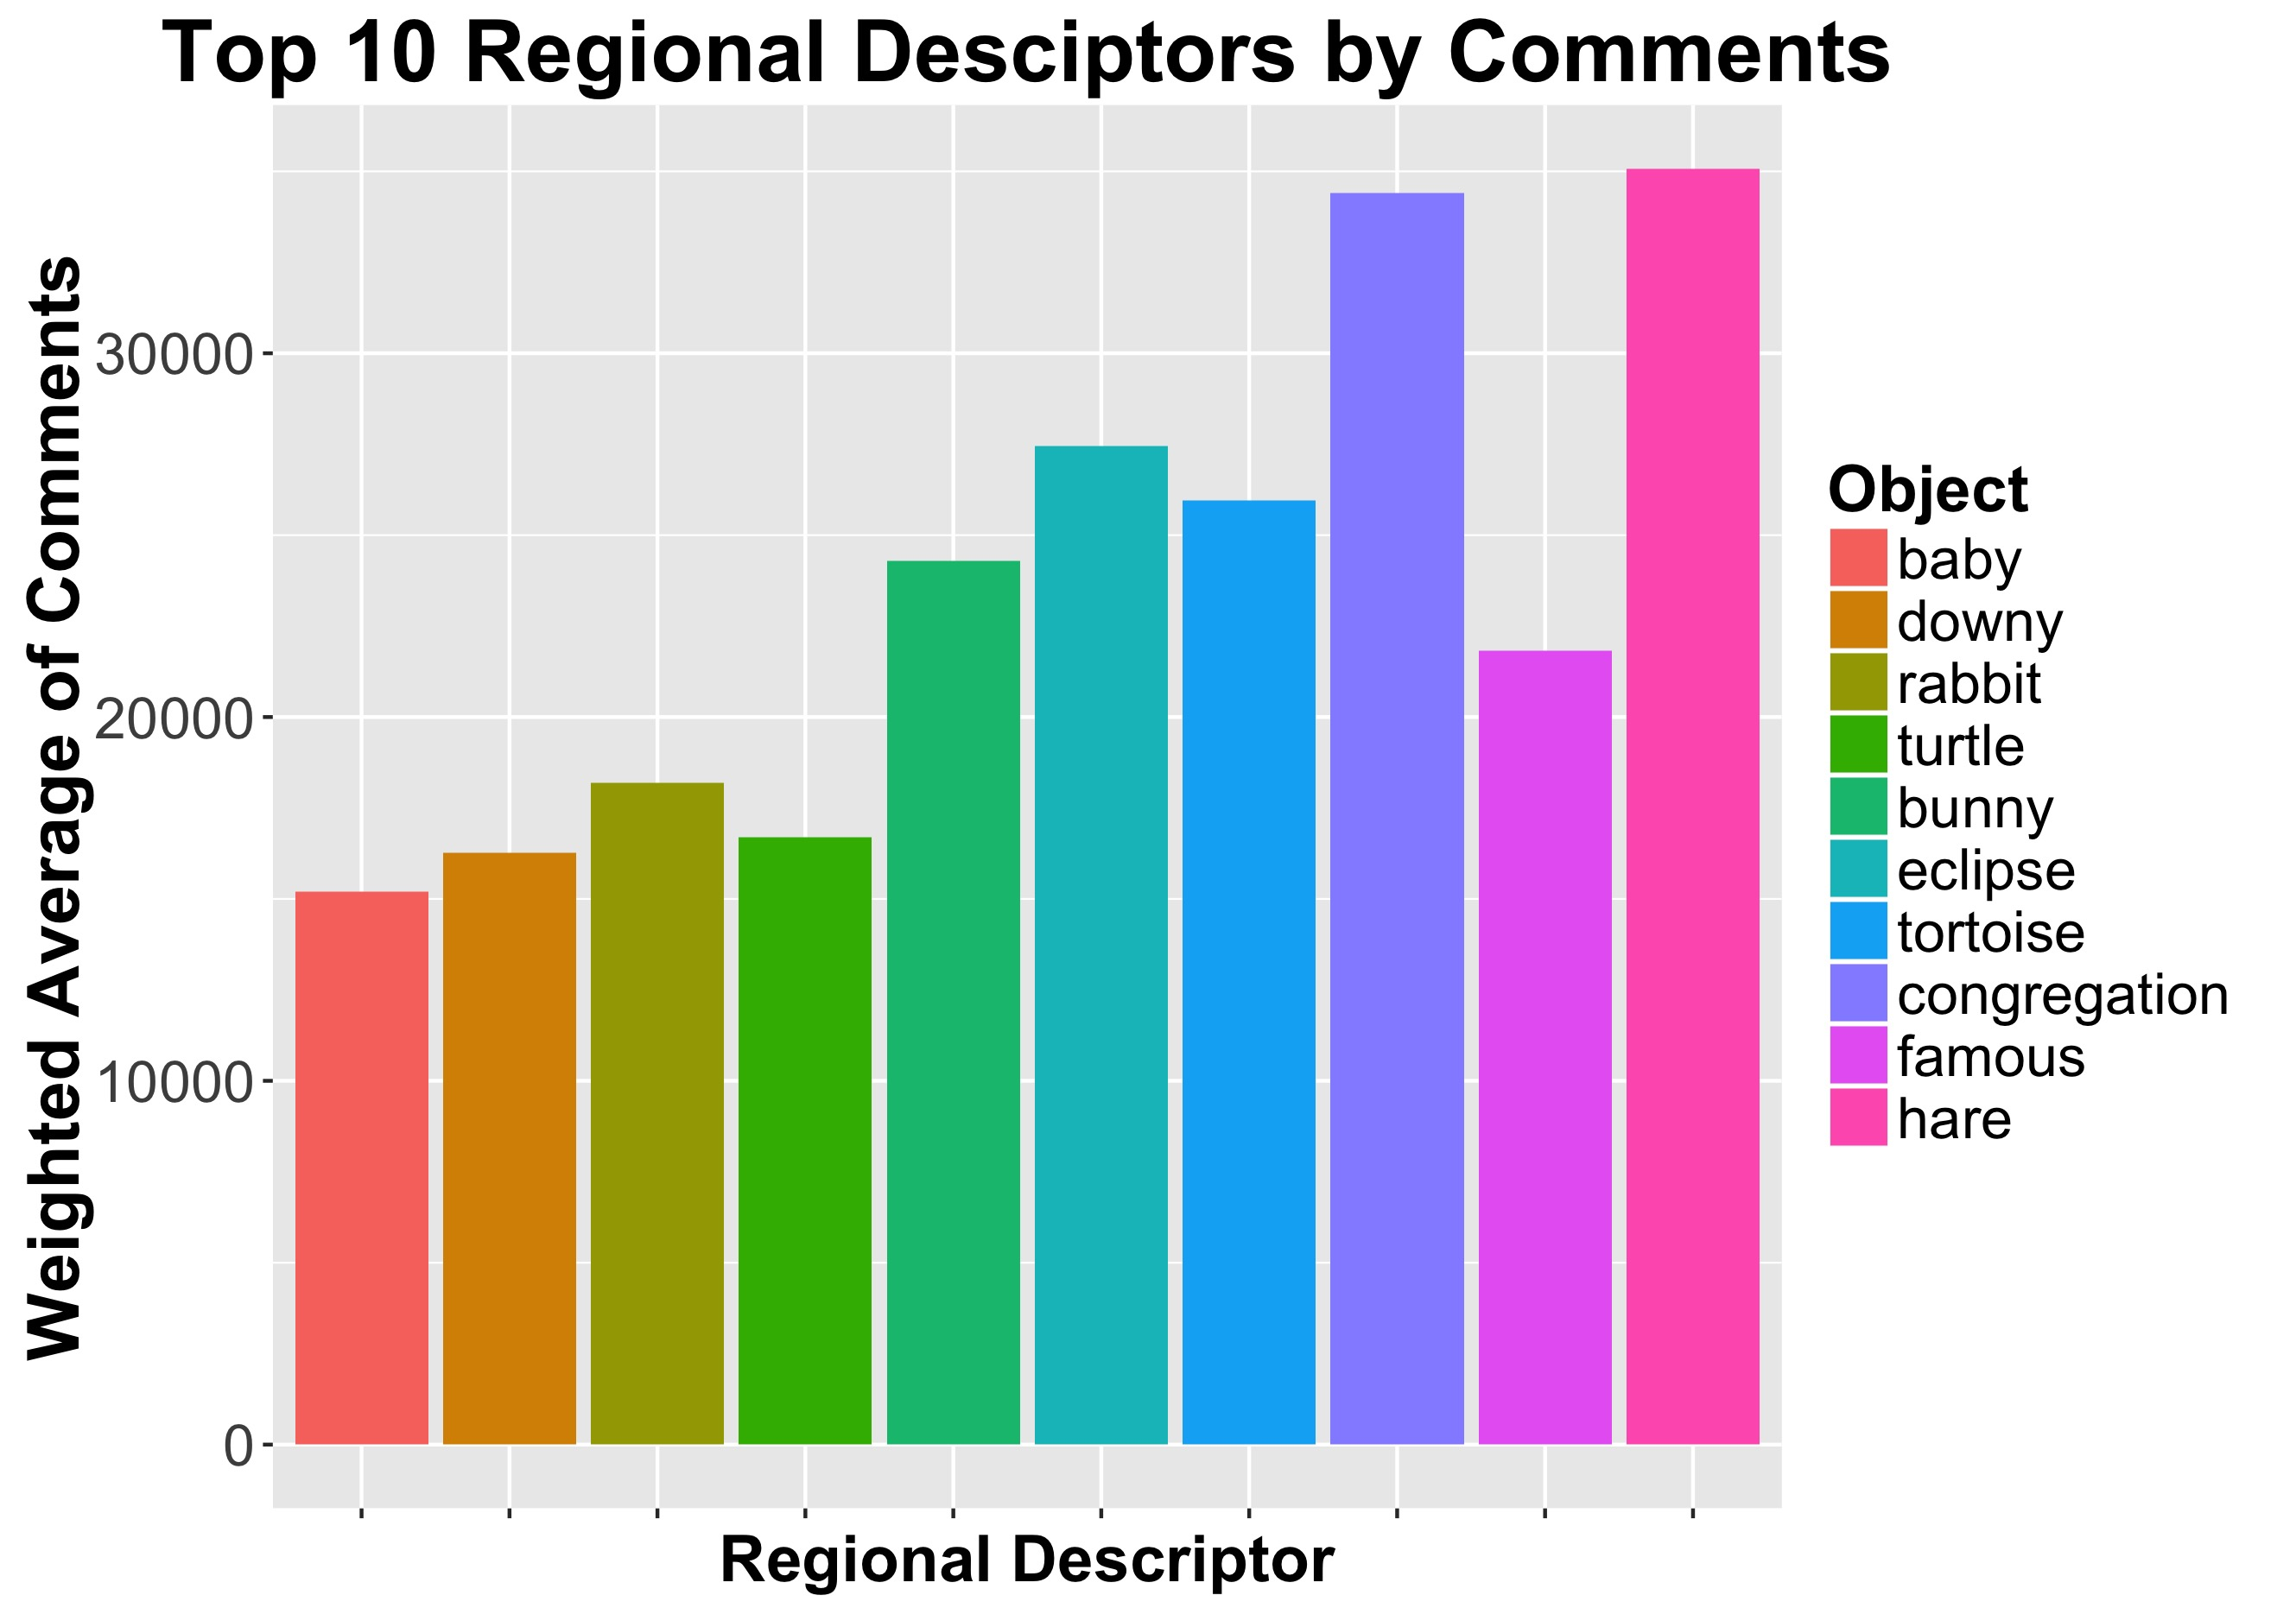 Top 10 Regional Desciptors by Comments
Weighted Average of Comments
30000
20000
10000
0
Regional Descriptor
Object
baby
downy
rabbit
turtle
bunny
eclipse
tortoise
congregation
famous
hare